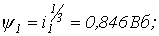 ψ₁ = i₁^{1/3} = 0,846 Вб;